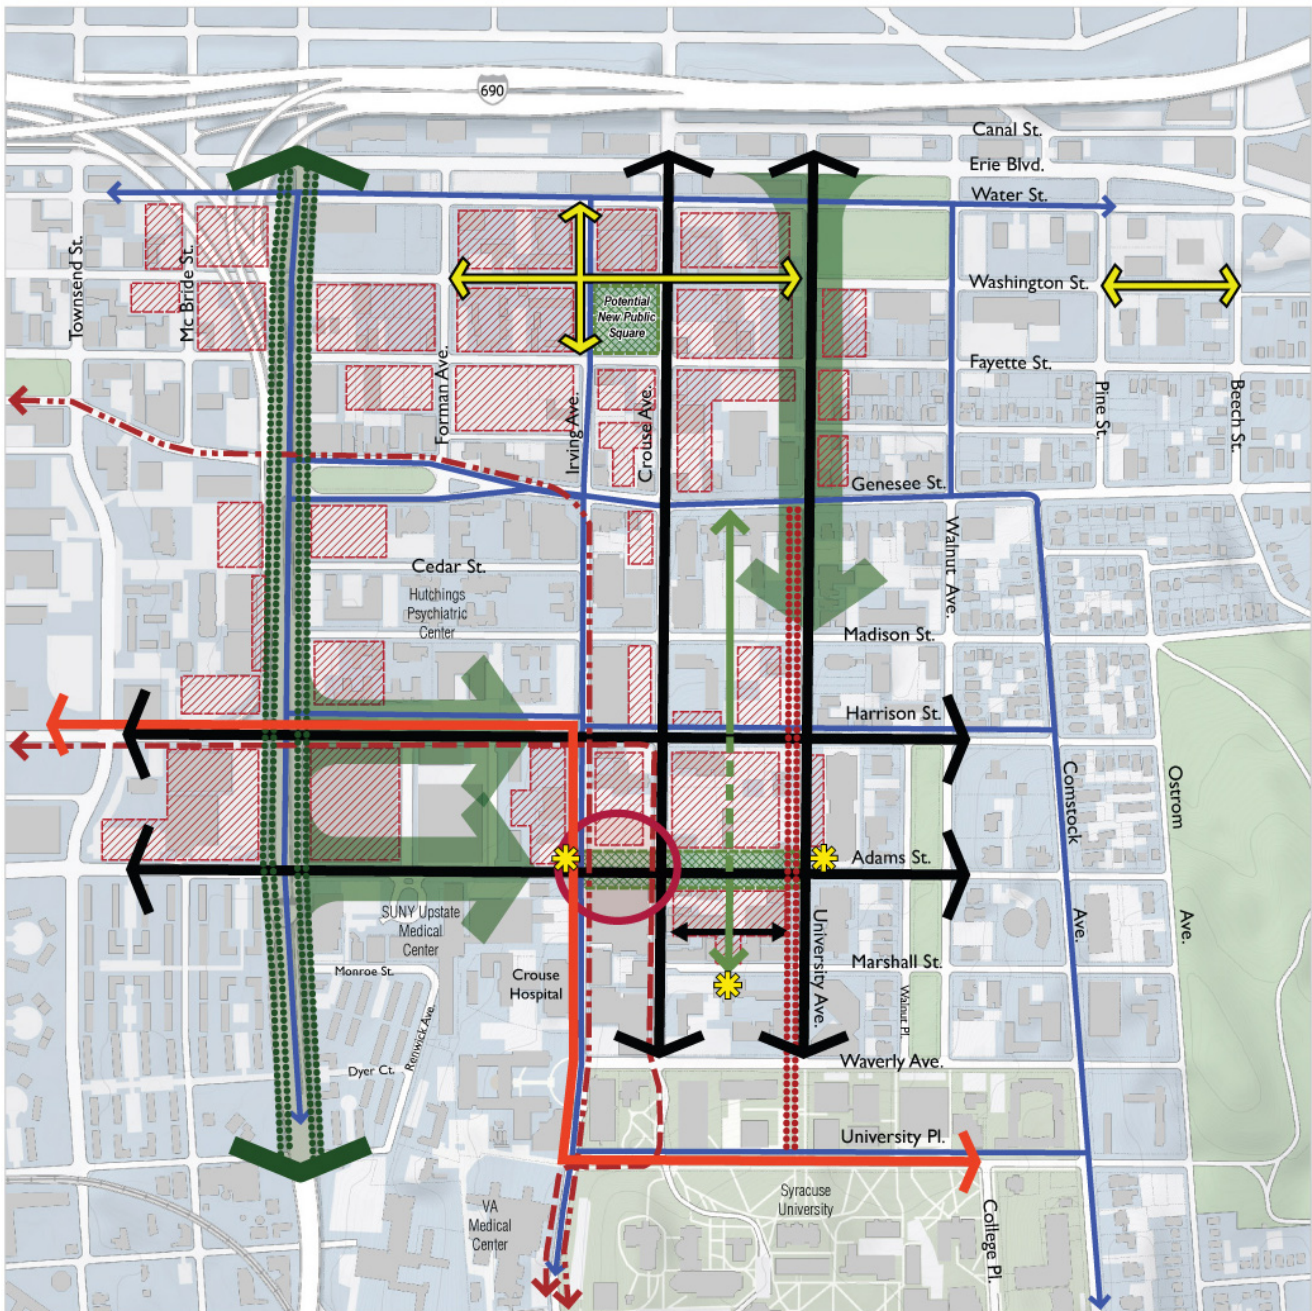 690
Canal St.
Erie Blvd.
Water St.
Townsend St.
Mc Bride St.
Washington St.
Potential
New Public
Square
Forman Ave.
Irving Ave.
Crouse Ave.
Fayette St.
Pine St.
Beech St.
Genesee St.
Walnut Ave.
Cedar St.
Hutchings
Psychiatric
Center
Madison St.
Harrison St.
Comstock
Ave.
Ostrom
Ave.
Adams St.
SUNY Upstate
Medical
Center
University Ave.
Crouse
Hospital
Monroe St.
Marshall St.
Walnut Pl.
Renwick Ave.
Dyer Ct.
Waverly Ave.
University Pl.
Syracuse
University
VA
Medical
Center
College Pl.